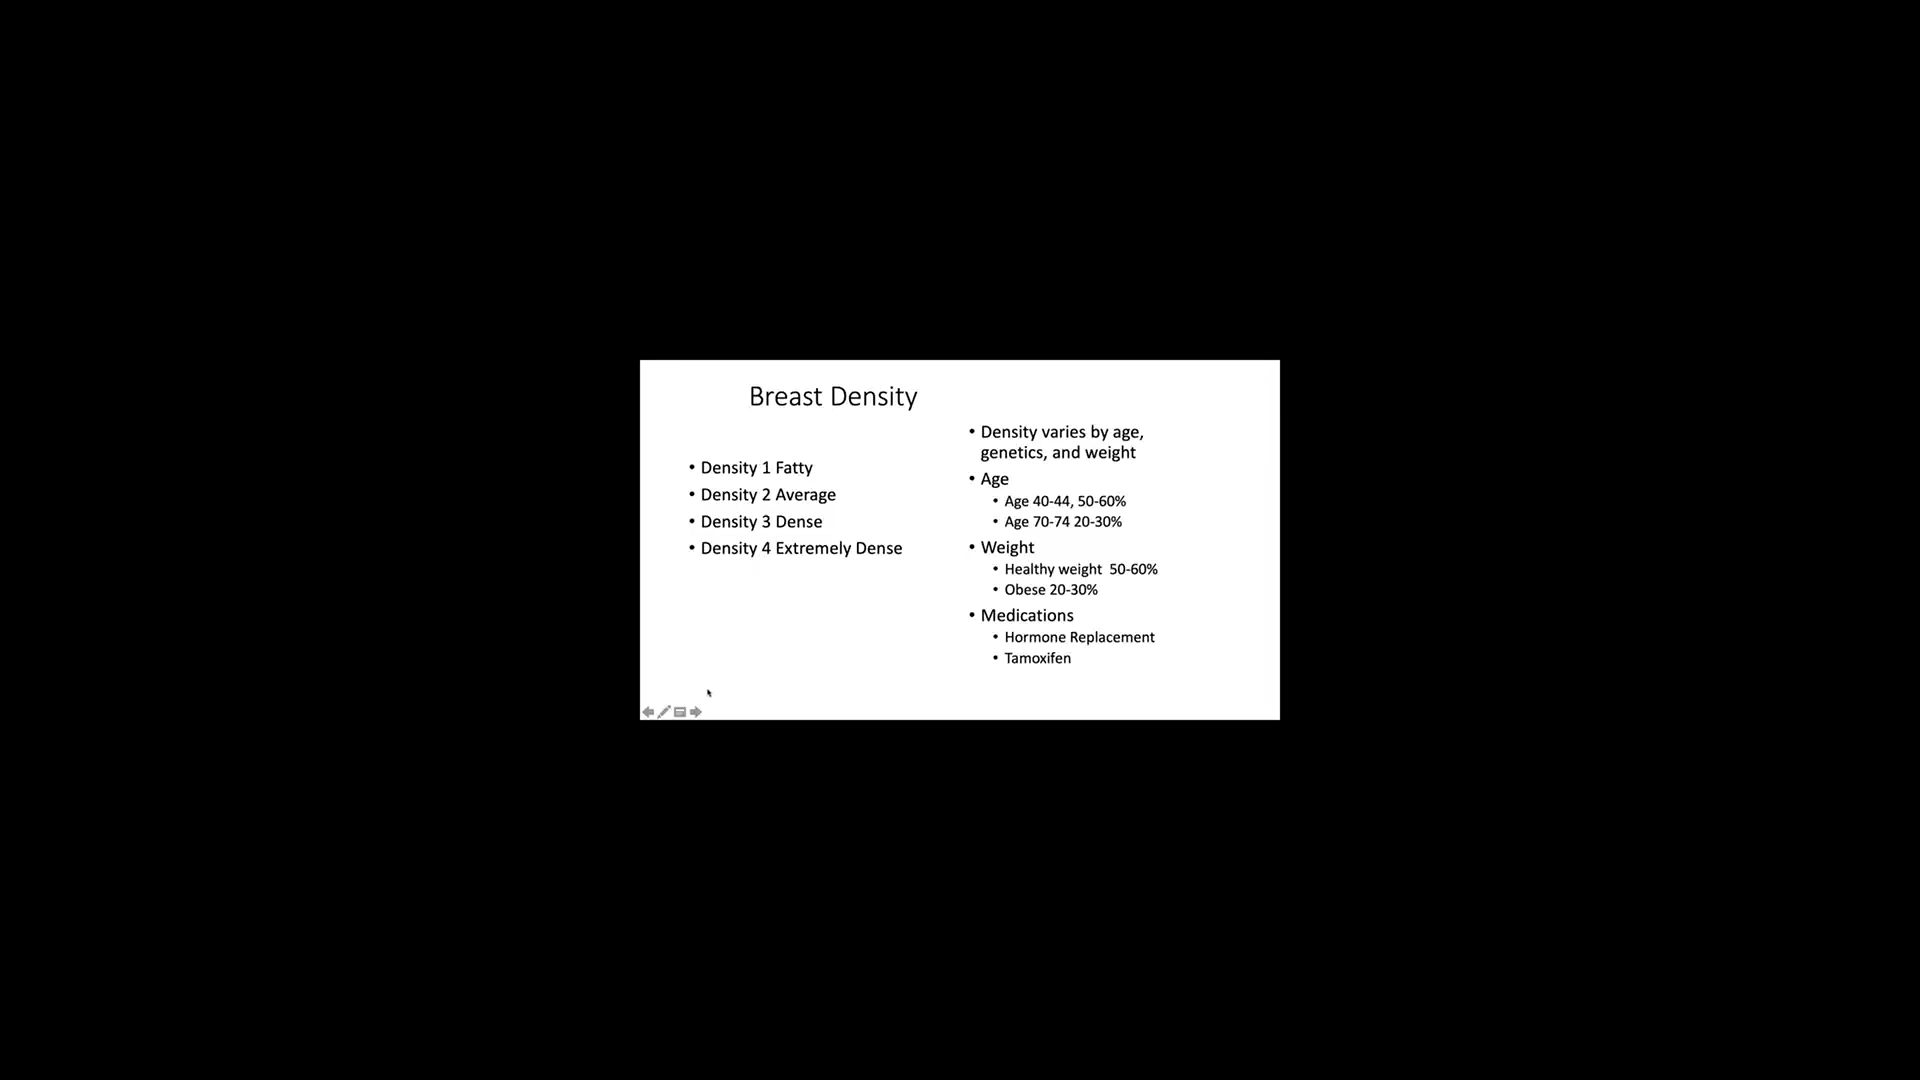 Breast Density
• Density 1 Fatty
• Density 2 Average
• Density 3 Dense
• Density 4 Extremely Dense
• Density varies by age,
genetics, and weight
• Age
• Age 40-44, 50-60%
• Age 70-74 20-30%
• Weight
• Healthy weight  50-60%
• Obese 20-30%
• Medications
• Hormone Replacement
• Tamoxifen